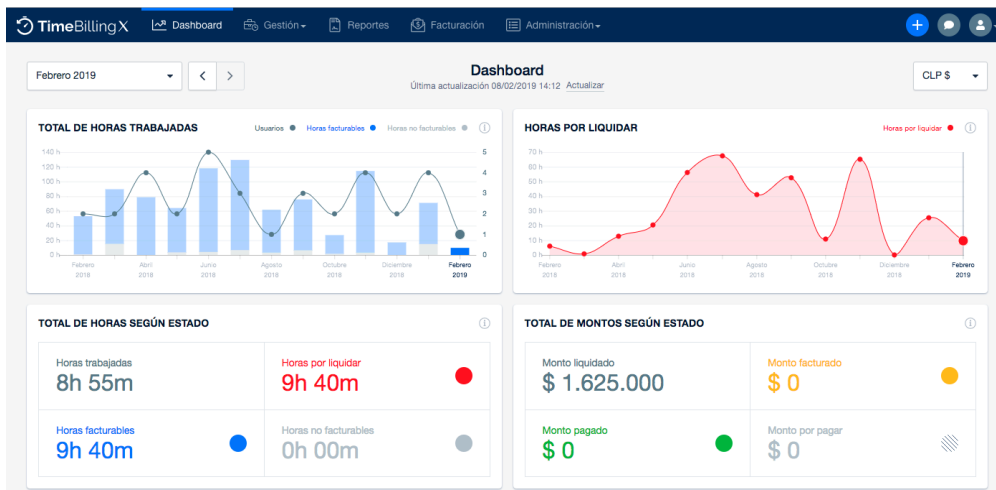 TimeBillingX
Dashboard
Gestión
Reportes
Facturación
Administración
Febrero 2019
Dashboard
Última actualización 08/02/2019 14:12 Actualizar
CLP $
TOTAL DE HORAS TRABAJADAS
Usuarios
Horas facturables
Horas no facturables
140 h
120 h
100 h
80 h
60 h
40 h
20 h
0 h
5
4
3
2
1
0
Febrero 2018
Abril 2018
Junio 2018
Agosto 2018
Octubre 2018
Diciembre 2018
Febrero 2019
HORAS POR LIQUIDAR
Horas por liquidar
70 h
60 h
50 h
40 h
30 h
20 h
10 h
0 h
Febrero 2018
Abril 2018
Junio 2018
Agosto 2018
Octubre 2018
Diciembre 2018
Febrero 2019
TOTAL DE HORAS SEGÚN ESTADO
Horas trabajadas
8h 55m
Horas por liquidar
9h 40m
Horas facturables
9h 40m
Horas no facturables
0h 00m
TOTAL DE MONTOS SEGÚN ESTADO
Monto liquidado
$ 1.625.000
Monto facturado
$ 0
Monto pagado
$ 0
Monto por pagar
$ 0